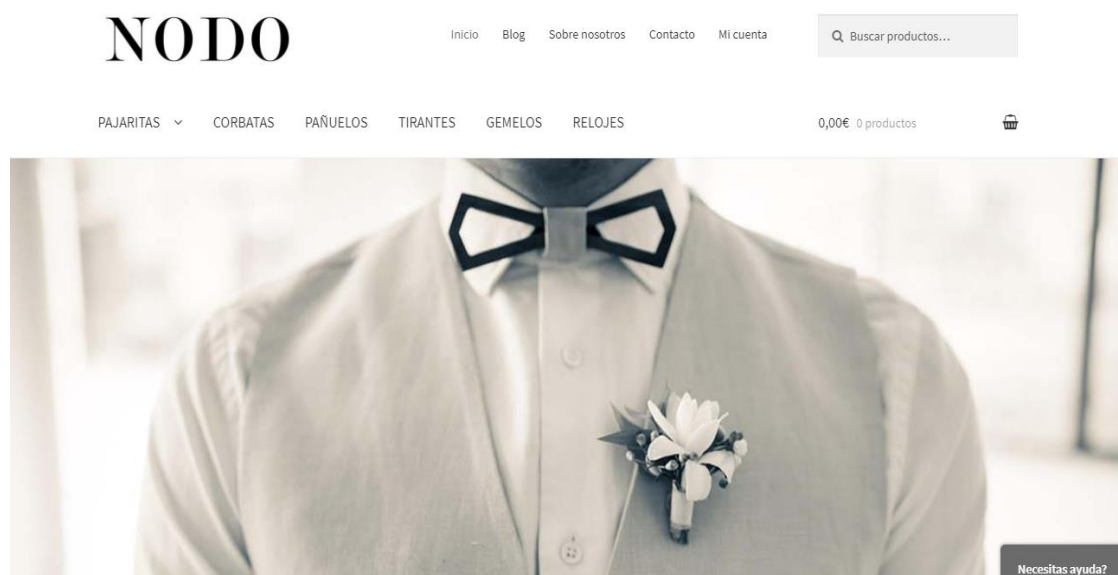 NODO
Inicio Blog Sobre nosotros Contacto Mi cuenta
Buscar productos...
PAJARITAS CORBATAS PAÑUELOS TIRANTES GEMELOS RELOJES
0,00€ 0 productos
Necesitas ayuda?